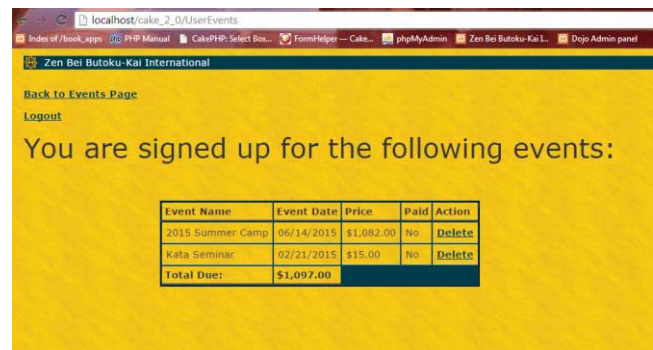 localhost/cake_2_0/UserEvents
Index of /book_apps PHP Manual CakePHP: Select Box... FormHelper — Cake... phpMyAdmin Zen Bei Butoku-Kai I... Dojo Admin panel
Zen Bei Butoku-Kai International
Back to Events Page
Logout
You are signed up for the following events:
Event Name Event Date Price Paid Action
2015 Summer Camp 06/14/2015 $1,082.00 No Delete
Kata Seminar 02/21/2015 $15.00 No Delete
Total Due: $1,097.00